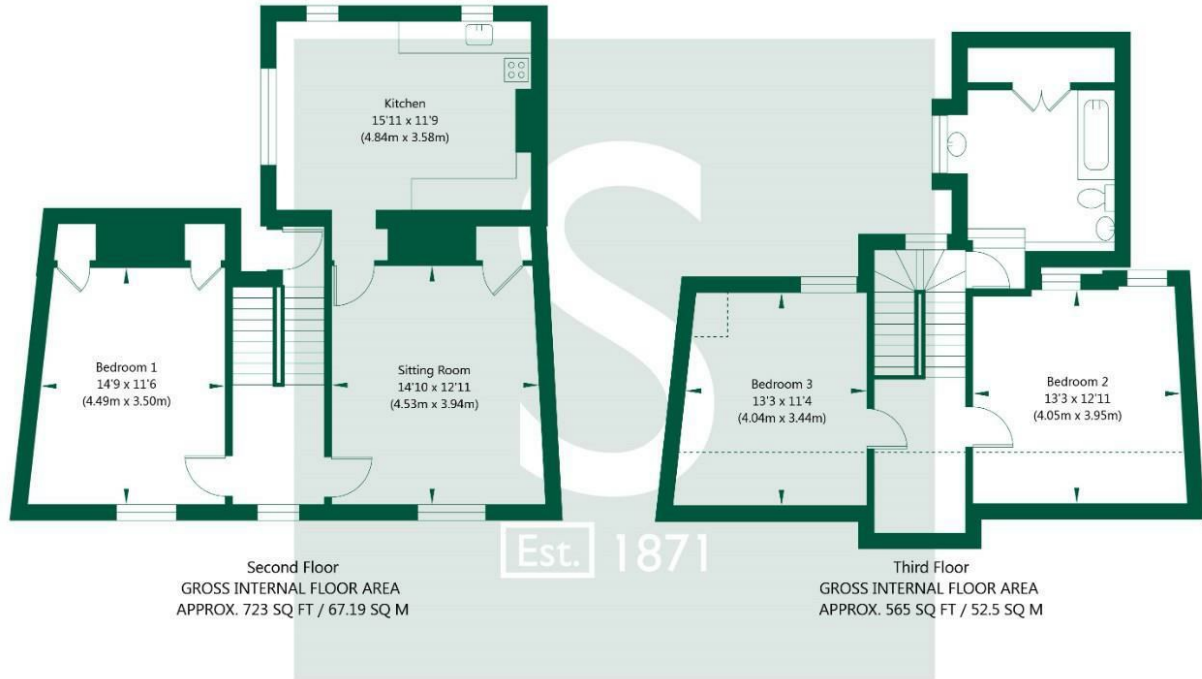 Kitchen
15'11 x 11'9
(4.84m x 3.58m)
Bedroom 1
14'9 x 11'6
(4.49m x 3.50m)
Sitting Room
14'10 x 12'11
(4.53m x 3.94m)
Bedroom 3
13'3 x 11'4
(4.04m x 3.44m)
Bedroom 2
13'3 x 12'11
(4.05m x 3.95m)
S
Est. 1871
Second Floor
GROSS INTERNAL FLOOR AREA
APPROX. 723 SQ FT / 67.19 SQ M
Third Floor
GROSS INTERNAL FLOOR AREA
APPROX. 565 SQ FT / 52.5 SQ M